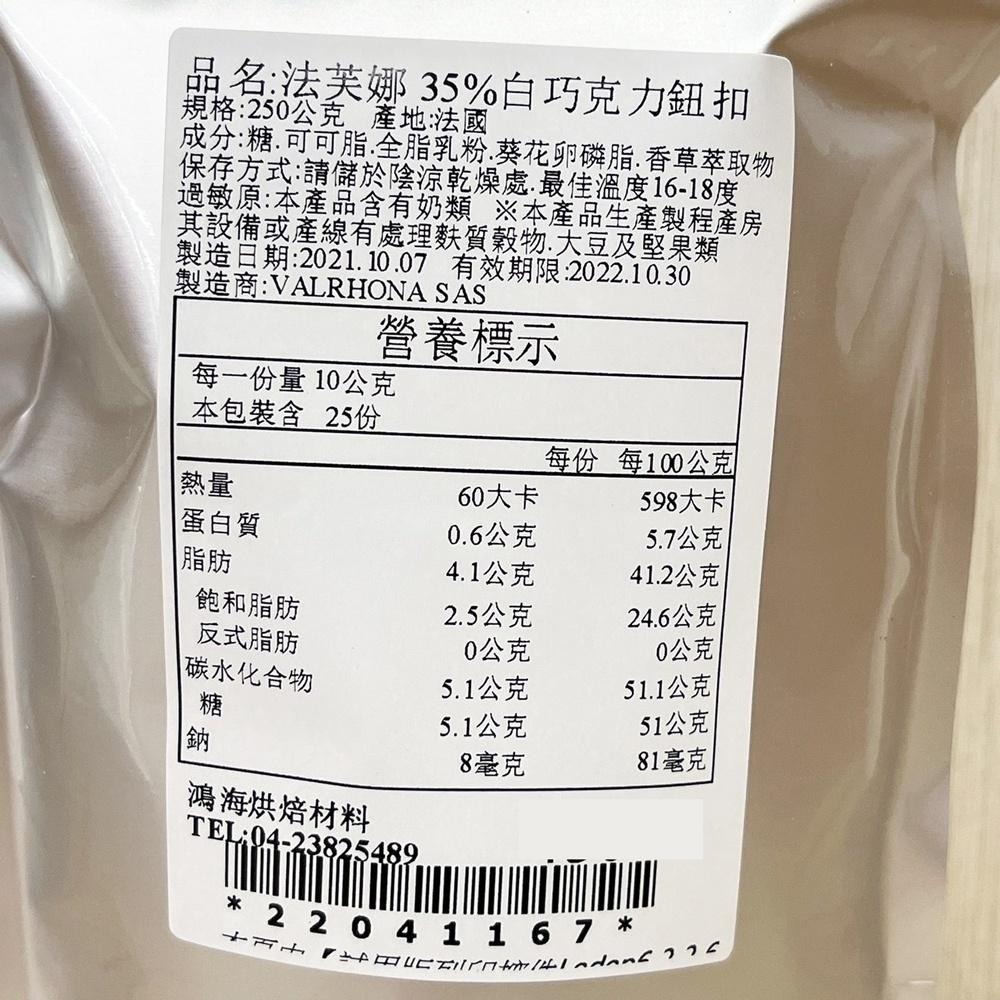 品名:法芙娜 35%白巧克力鈕扣
規格:250公克 產地:法國
成分:糖.可可脂.全脂乳粉.葵花卵磷脂.香草萃取物
保存方式:請儲於陰涼乾燥處.最佳溫度16-18度
過敏原:本產品含有奶類 ※本產品生產製程產房
其設備或產線有處理麩質穀物.大豆及堅果類
製造日期:2021.10.07 有效期限:2022.10.30
製造商:VALRHONA SAS
營養標示
每一份量 10公克
本包裝含 25份
每份 每100公克
熱量 60大卡 598大卡
蛋白質 0.6公克 5.7公克
脂肪 4.1公克 41.2公克
飽和脂肪 2.5公克 24.6公克
反式脂肪 0公克 0公克
碳水化合物 5.1公克 51.1公克
糖 5.1公克 51公克
鈉 8毫克 81毫克
鴻海烘焙材料
TEL:04-23825489
*22041167*